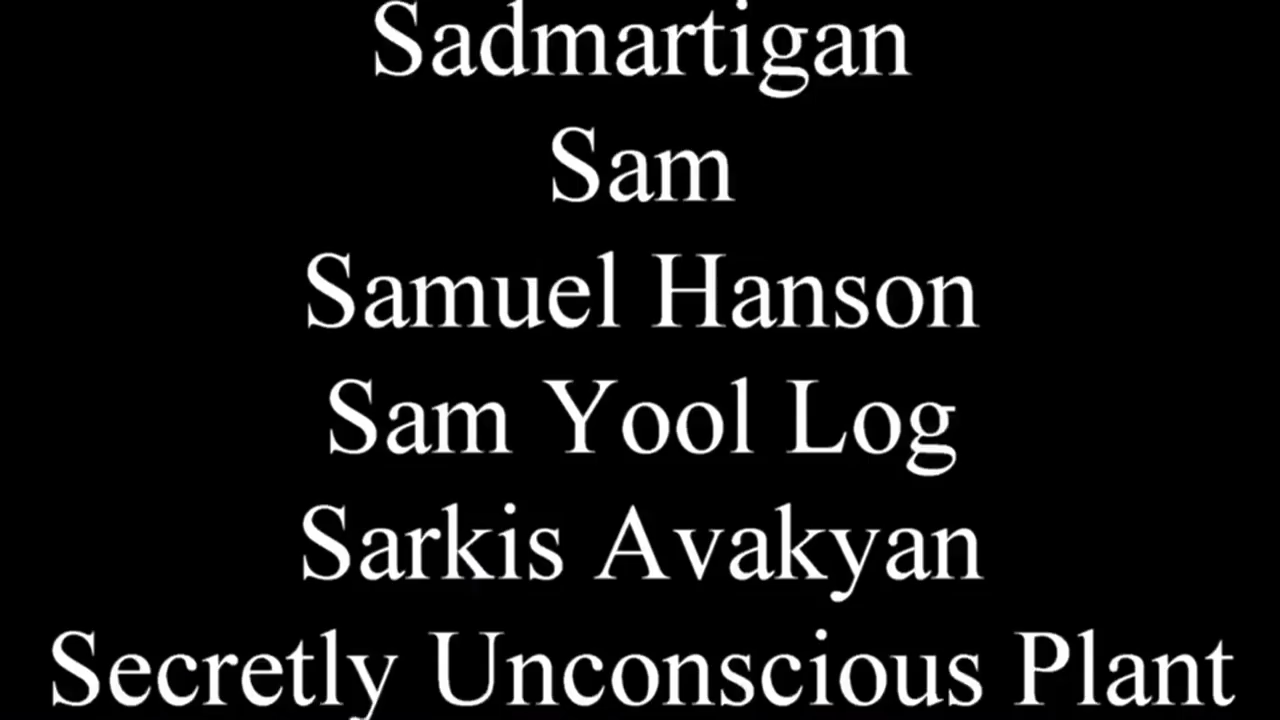 Sadmartigan
Sam
Samuel Hanson
Sam Yool Log
Sarkis Avakyan
Secretly Unconscious Plant